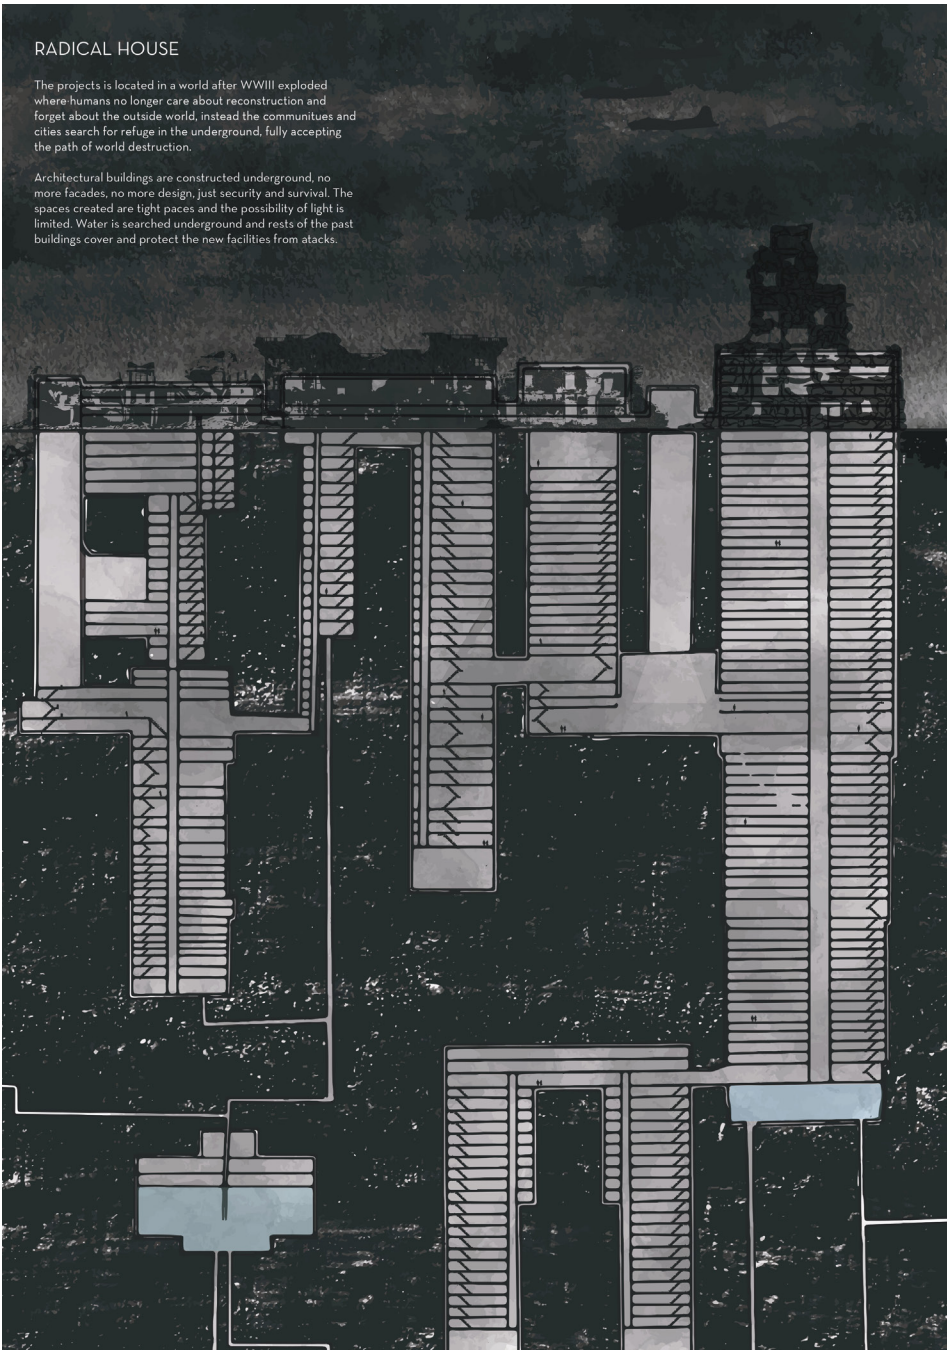 RADICAL HOUSE
The projects is located in a world after WWIII exploded
where humans no longer care about reconstruction and
forget about the outside world, instead the communitues and
cities search for refuge in the underground, fully accepting
the path of world destruction.
Architectural buildings are constructed underground, no
more facades, no more design, just security and survival. The
spaces created are tight paces and the possibility of light is
limited. Water is searched underground and rests of the past
buildings cover and protect the new facilities from atacks.